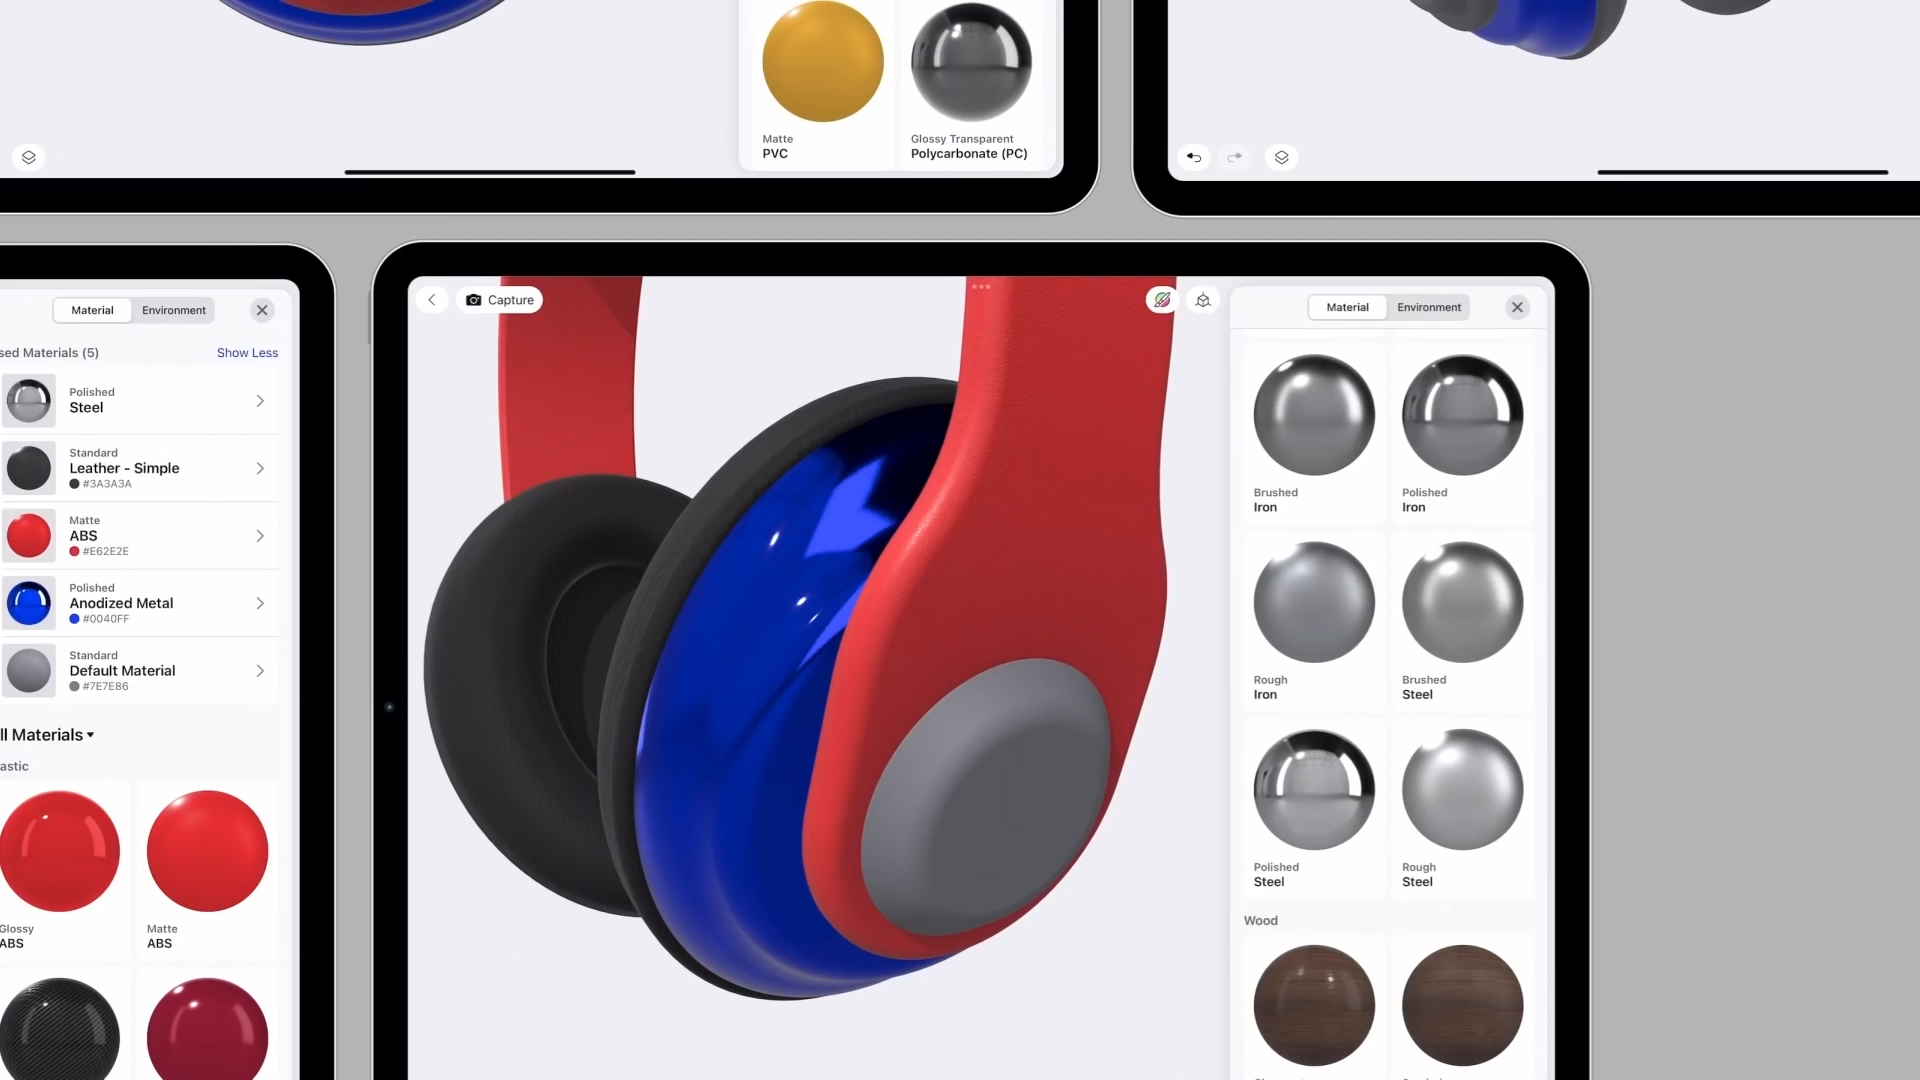 Matte
PVC
Glossy Transparent
Polycarbonate (PC)
Material
Environment
sed Materials (5)
Show Less
Polished
Steel
Standard
Leather - Simple
#3A3A3A
Matte
ABS
#E62E2E
Polished
Anodized Metal
#0040FF
Standard
Default Material
#7E7E86
ll Materials
astic
Glossy
ABS
Matte
ABS
Capture
Material
Environment
Brushed
Iron
Polished
Iron
Rough
Iron
Brushed
Steel
Polished
Steel
Rough
Steel
Wood